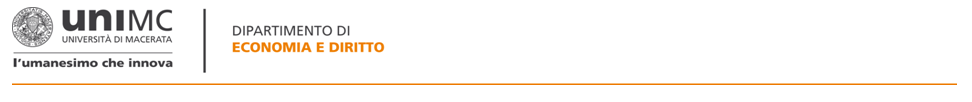 unIMC
UNIVERSITÀ DI MACERATA
l'umanesimo che innova
DIPARTIMENTO DI
ECONOMIA E DIRITTO